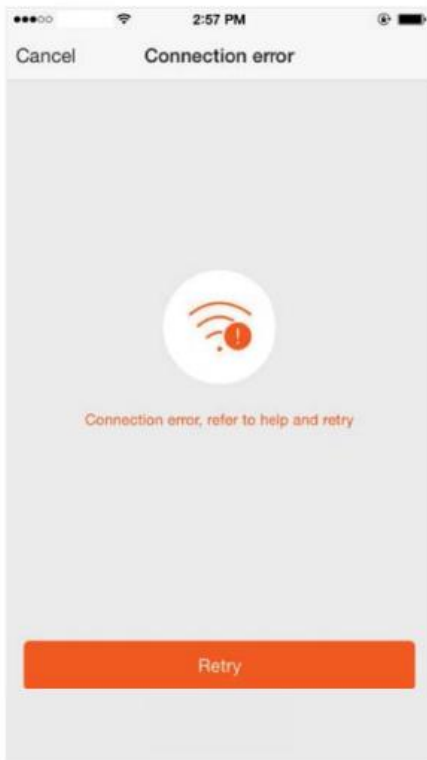 2:57 PM
Cancel Connection error
Connection error, refer to help and retry
Retry